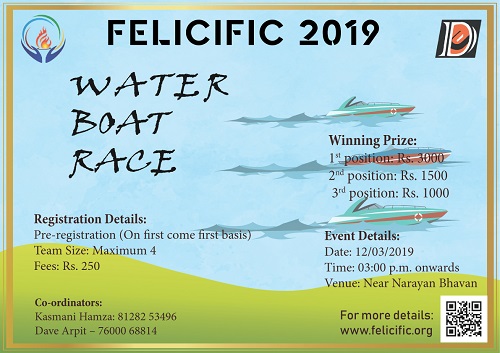 FELICIFIC 2019
WATER
BOAT
RACE
Winning Prize:
1st position: Rs. 3000
2nd position: Rs. 1500
3rd position: Rs. 1000
Registration Details:
Pre-registration (On first come first basis)
Team Size: Maximum 4
Fees: Rs. 250
Event Details:
Date: 12/03/2019
Time: 03:00 p.m. onwards
Venue: Near Narayan Bhavan
Co-ordinators:
Kasmani Hamza: 81282 53496
Dave Arpit – 76000 68814
For more details:
www.felicific.org